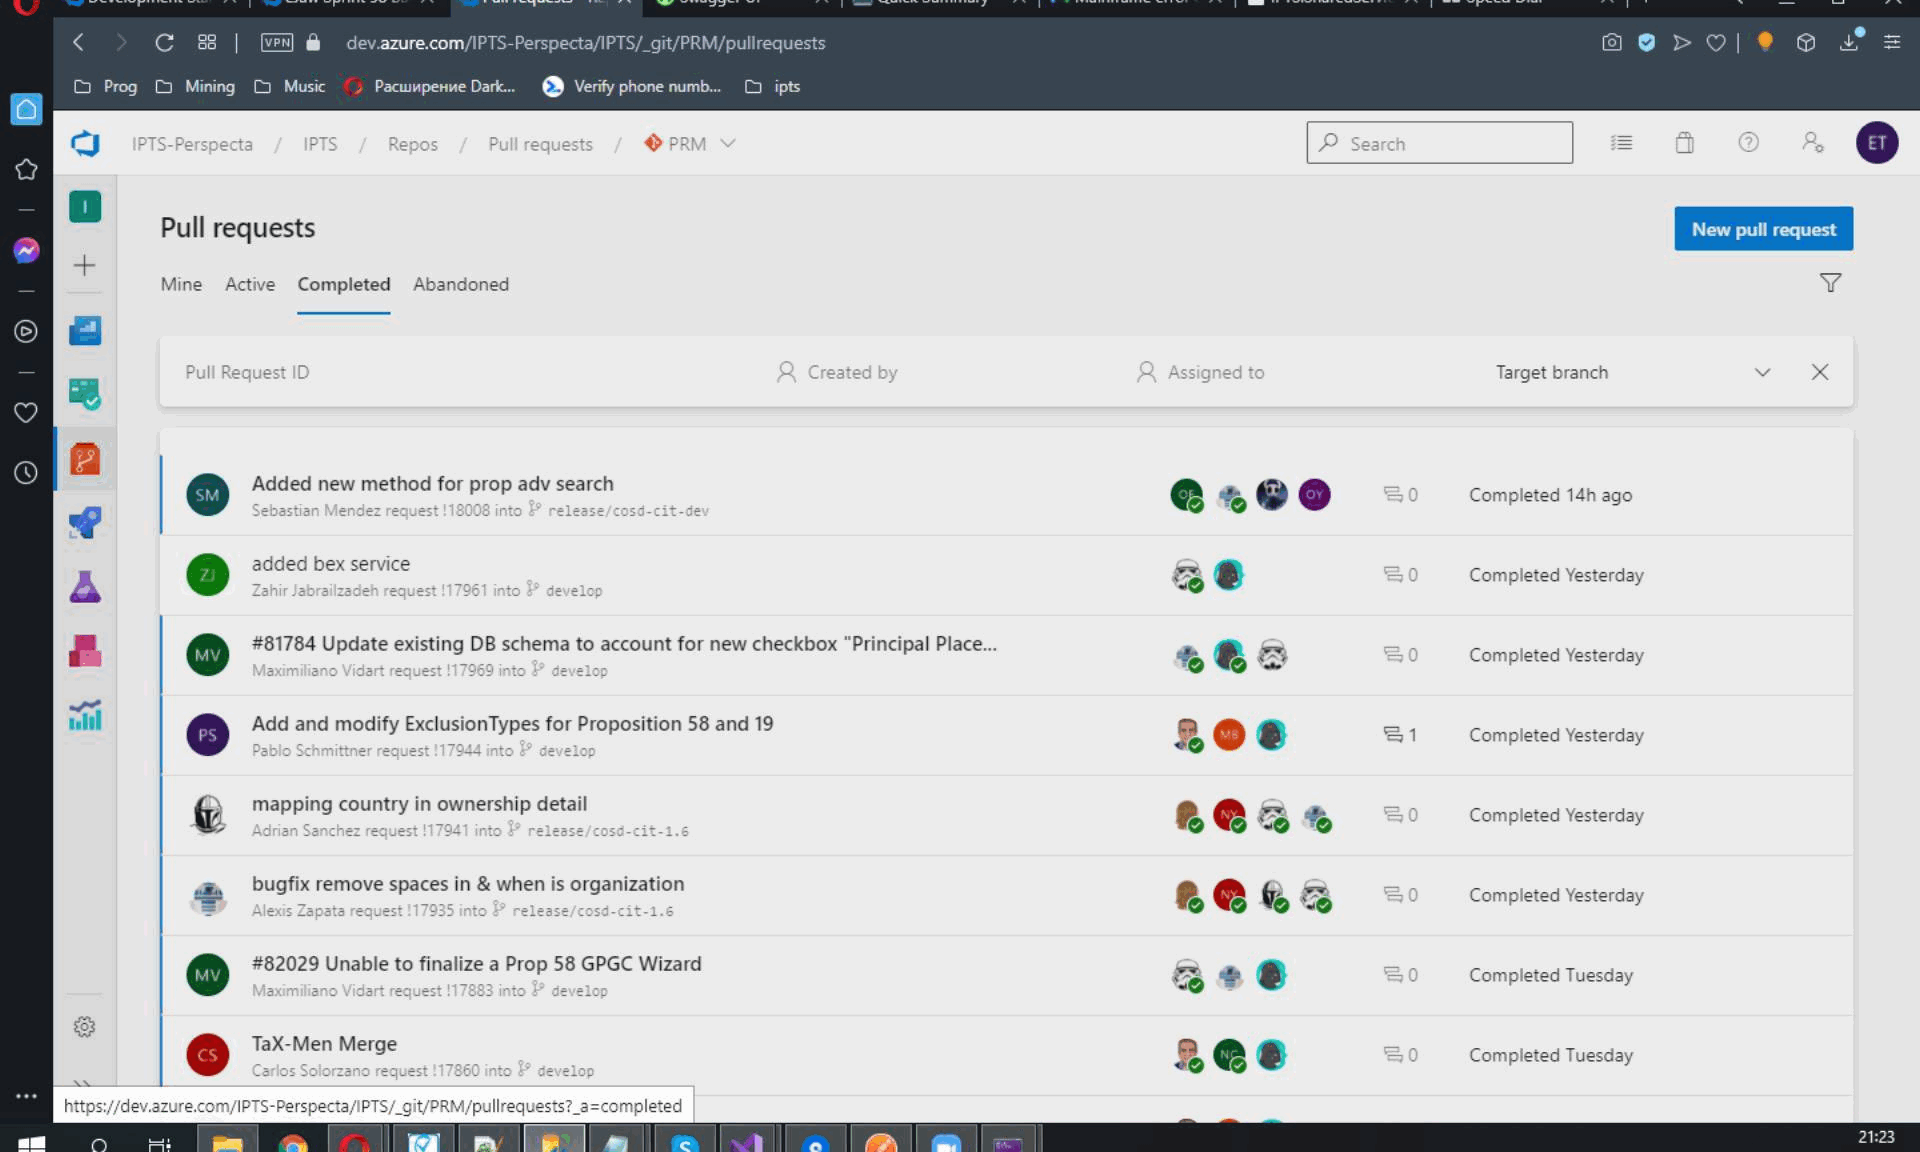 VPN
dev.azure.com/IPTS-Perspecta/IPTS/_git/PRM/pullrequests
Prog
Mining
Music
Расширение Dark...
Verify phone numb...
ipts
IPTS-Perspecta / IPTS / Repos / Pull requests / PRM
Search
ET
I
Pull requests
New pull request
Mine
Active
Completed
Abandoned
Pull Request ID
Created by
Assigned to
Target branch
SM
Added new method for prop adv search
Sebastian Mendez request !18008 into release/cosd-cit-dev
OY
0
Completed 14h ago
ZJ
added bex service
Zahir Jabrailzadeh request !17961 into develop
0
Completed Yesterday
MV
#81784 Update existing DB schema to account for new checkbox "Principal Place...
Maximiliano Vidart request !17969 into develop
0
Completed Yesterday
PS
Add and modify ExclusionTypes for Proposition 58 and 19
Pablo Schmittner request !17944 into develop
MB
1
Completed Yesterday
mapping country in ownership detail
Adrian Sanchez request !17941 into release/cosd-cit-1.6
NY
0
Completed Yesterday
bugfix remove spaces in & when is organization
Alexis Zapata request !17935 into release/cosd-cit-1.6
NY
0
Completed Yesterday
MV
#82029 Unable to finalize a Prop 58 GPGC Wizard
Maximiliano Vidart request !17883 into develop
0
Completed Tuesday
CS
TaX-Men Merge
Carlos Solorzano request !17860 into develop
0
Completed Tuesday
https://dev.azure.com/IPTS-Perspecta/IPTS/_git/PRM/pullrequests?_a=completed
21:23